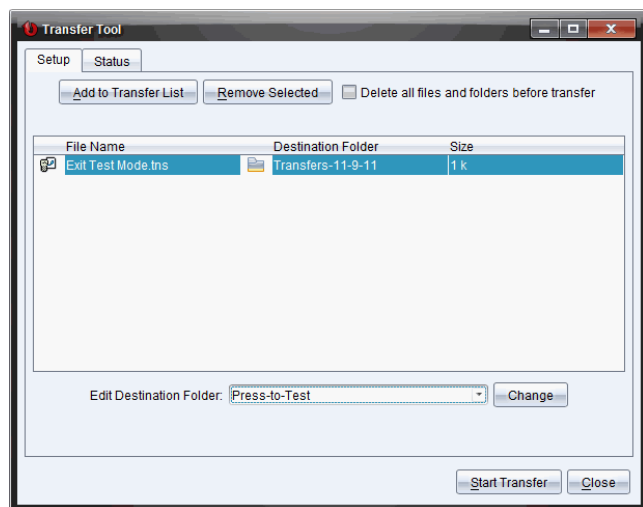 Transfer Tool
Setup Status
Add to Transfer List Remove Selected Delete all files and folders before transfer
File Name Destination Folder Size
Exit Test Mode.tns Transfers-11-9-11 1 k
Edit Destination Folder: Press-to-Test Change
Start Transfer Close